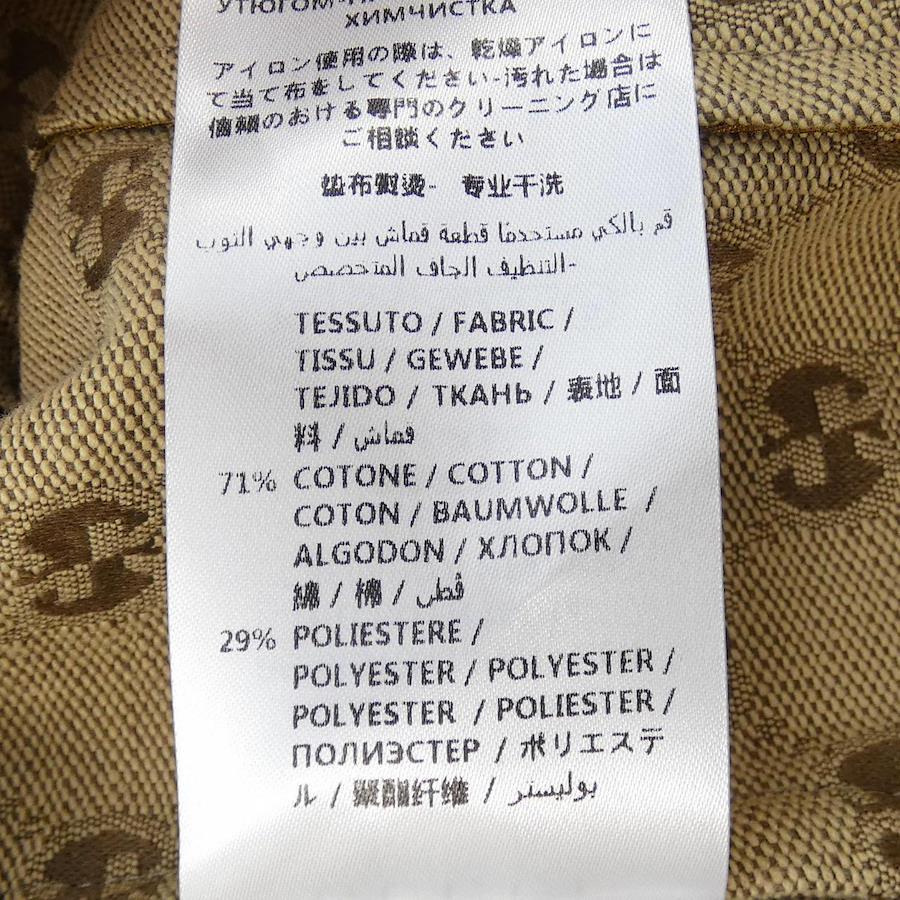 УТЮГОМ
ХИМЧИСТКА
アイロン使用の際は、乾燥アイロンに
て当て布をしてください-汚れた場合は
信頼のおける専門のクリーニング店に
ご相談ください
垫布熨烫- 专业干洗
قم بالكي مستخدمًا قطعة قماش بين وجهي الثوب
-التنظيف الجاف المتخصص
TESSUTO / FABRIC /
TISSU / GEWEBE /
TEJIDO / ТКАНЬ / 表地 / 面
料 / قماش
71% COTONE / COTTON /
COTON / BAUMWOLLE /
ALGODON / ХЛОПОК /
綿 / 棉 / قطن
29% POLIESTERE /
POLYESTER / POLYESTER /
POLYESTER / POLIESTER /
ПОЛИЭСТЕР / ポリエステ
ル / 聚酯纤维 / بوليستر